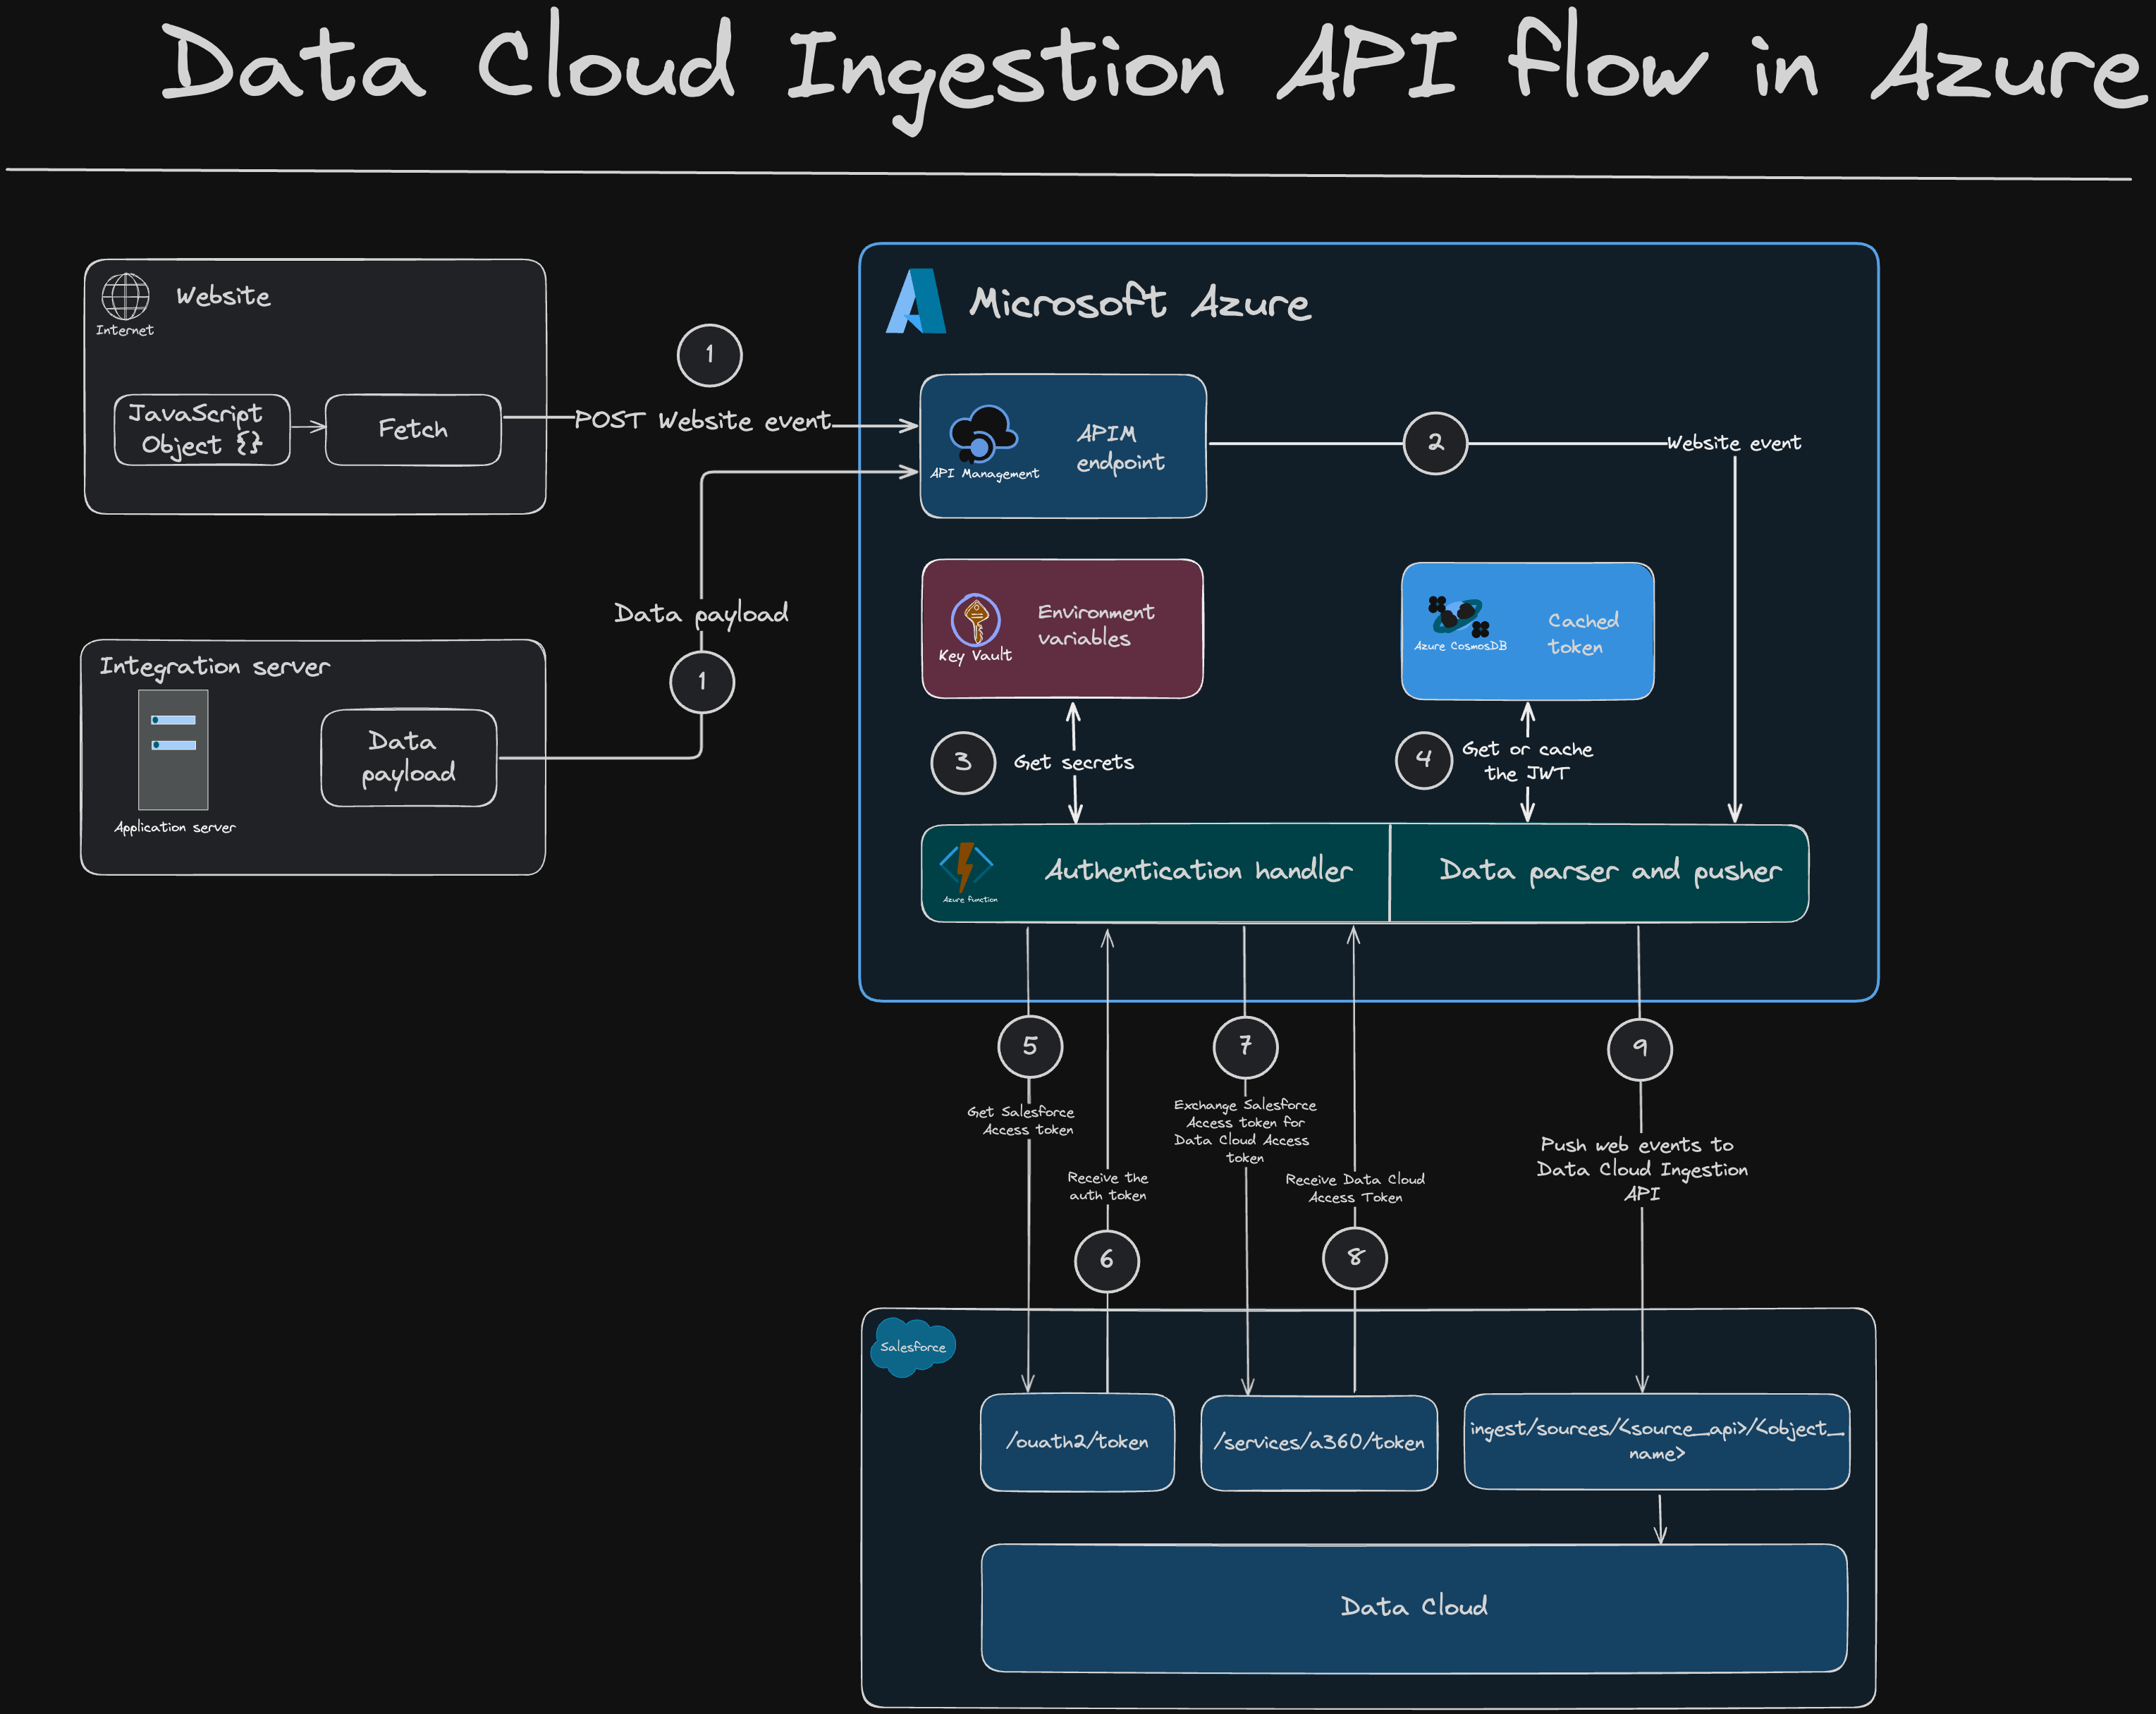 Data Cloud Ingestion API flow in Azure
Website
Internet
JavaScript
Object {}
Fetch
1
POST Website event
Integration server
Application server
Data
payload
Data payload
1
Microsoft Azure
API Management
APIM
endpoint
2
Website event
Key Vault
Environment
variables
Azure CosmosDB
Cached
token
3
Get secrets
4
Get or cache
the JWT
Azure function
Authentication handler
Data parser and pusher
5
Get Salesforce
Access token
Receive the
auth token
6
7
Exchange Salesforce
Access token for
Data Cloud Access
token
Receive Data Cloud
Access Token
8
9
Push web events to
Data Cloud Ingestion
API
Salesforce
/ouath2/token
/services/a360/token
ingest/sources/<source_api>/<object_
name>
Data Cloud